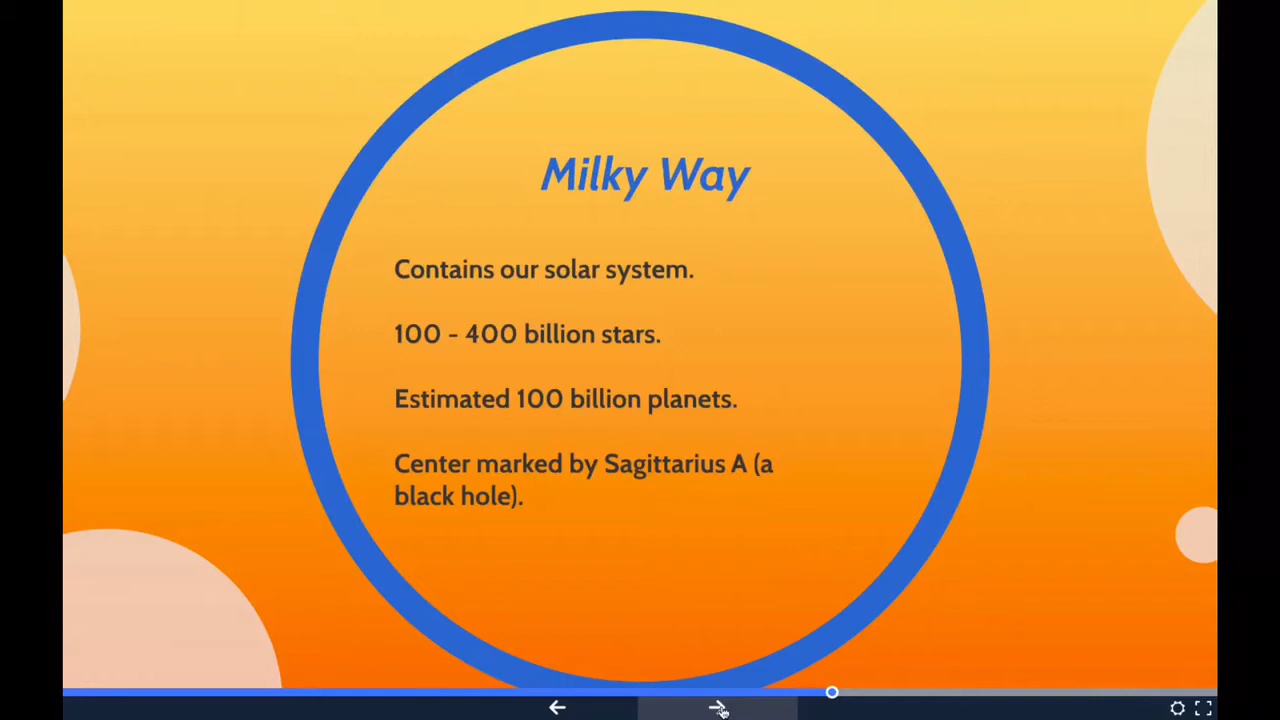 Milky Way
Contains our solar system.
100 - 400 billion stars.
Estimated 100 billion planets.
Center marked by Sagittarius A (a
black hole).